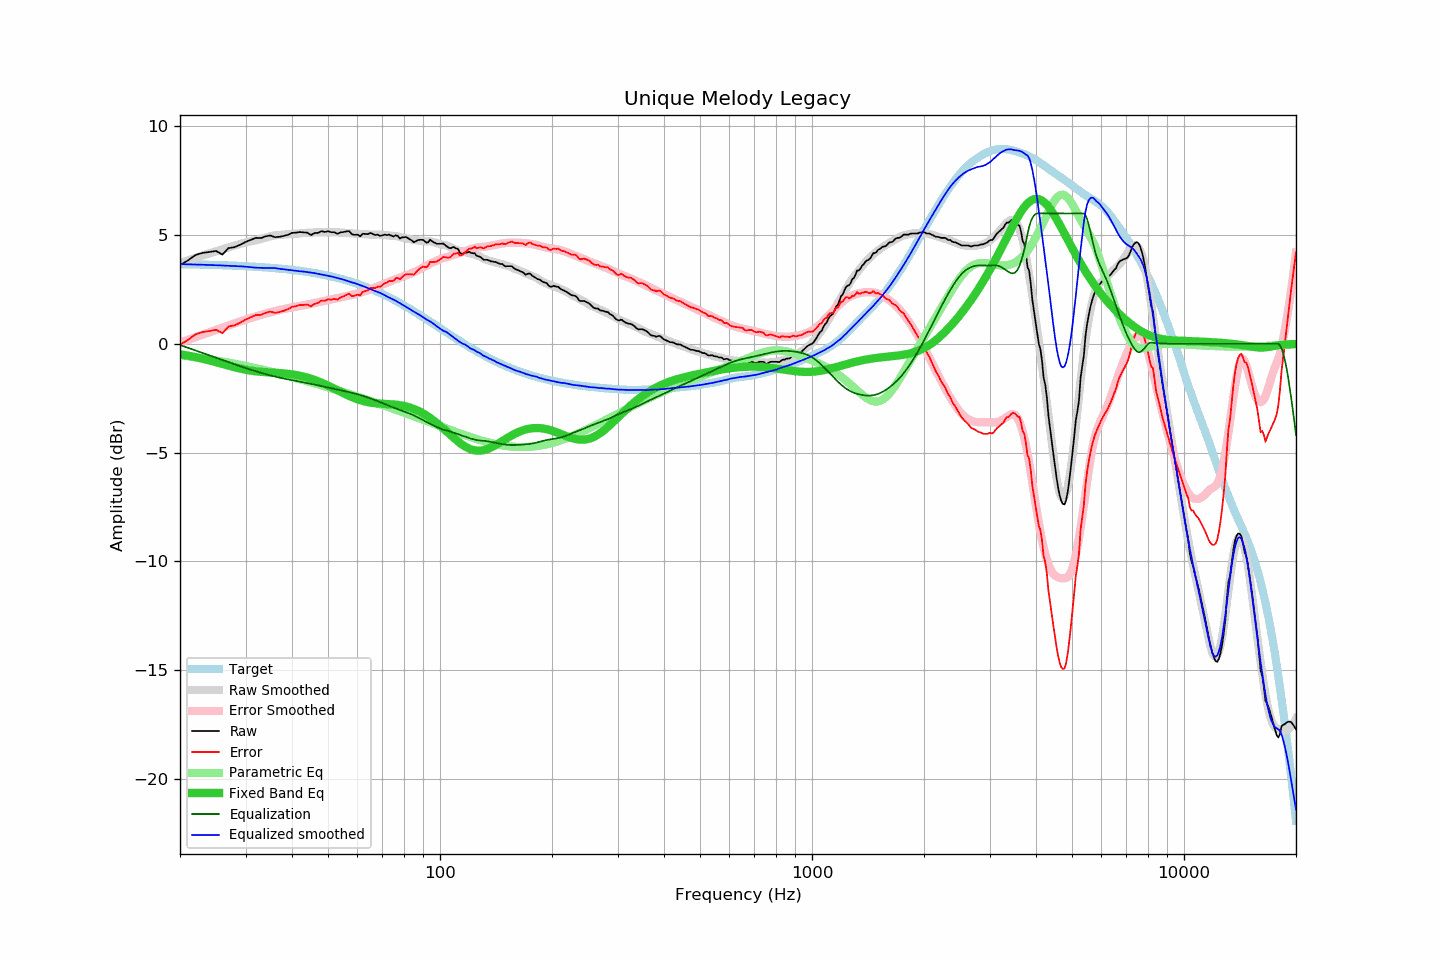 Unique Melody Legacy
10
5
0
−5
−10
−15
−20
Amplitude (dBr)
100
1000
10000
Frequency (Hz)
Target
Raw Smoothed
Error Smoothed
Raw
Error
Parametric Eq
Fixed Band Eq
Equalization
Equalized smoothed